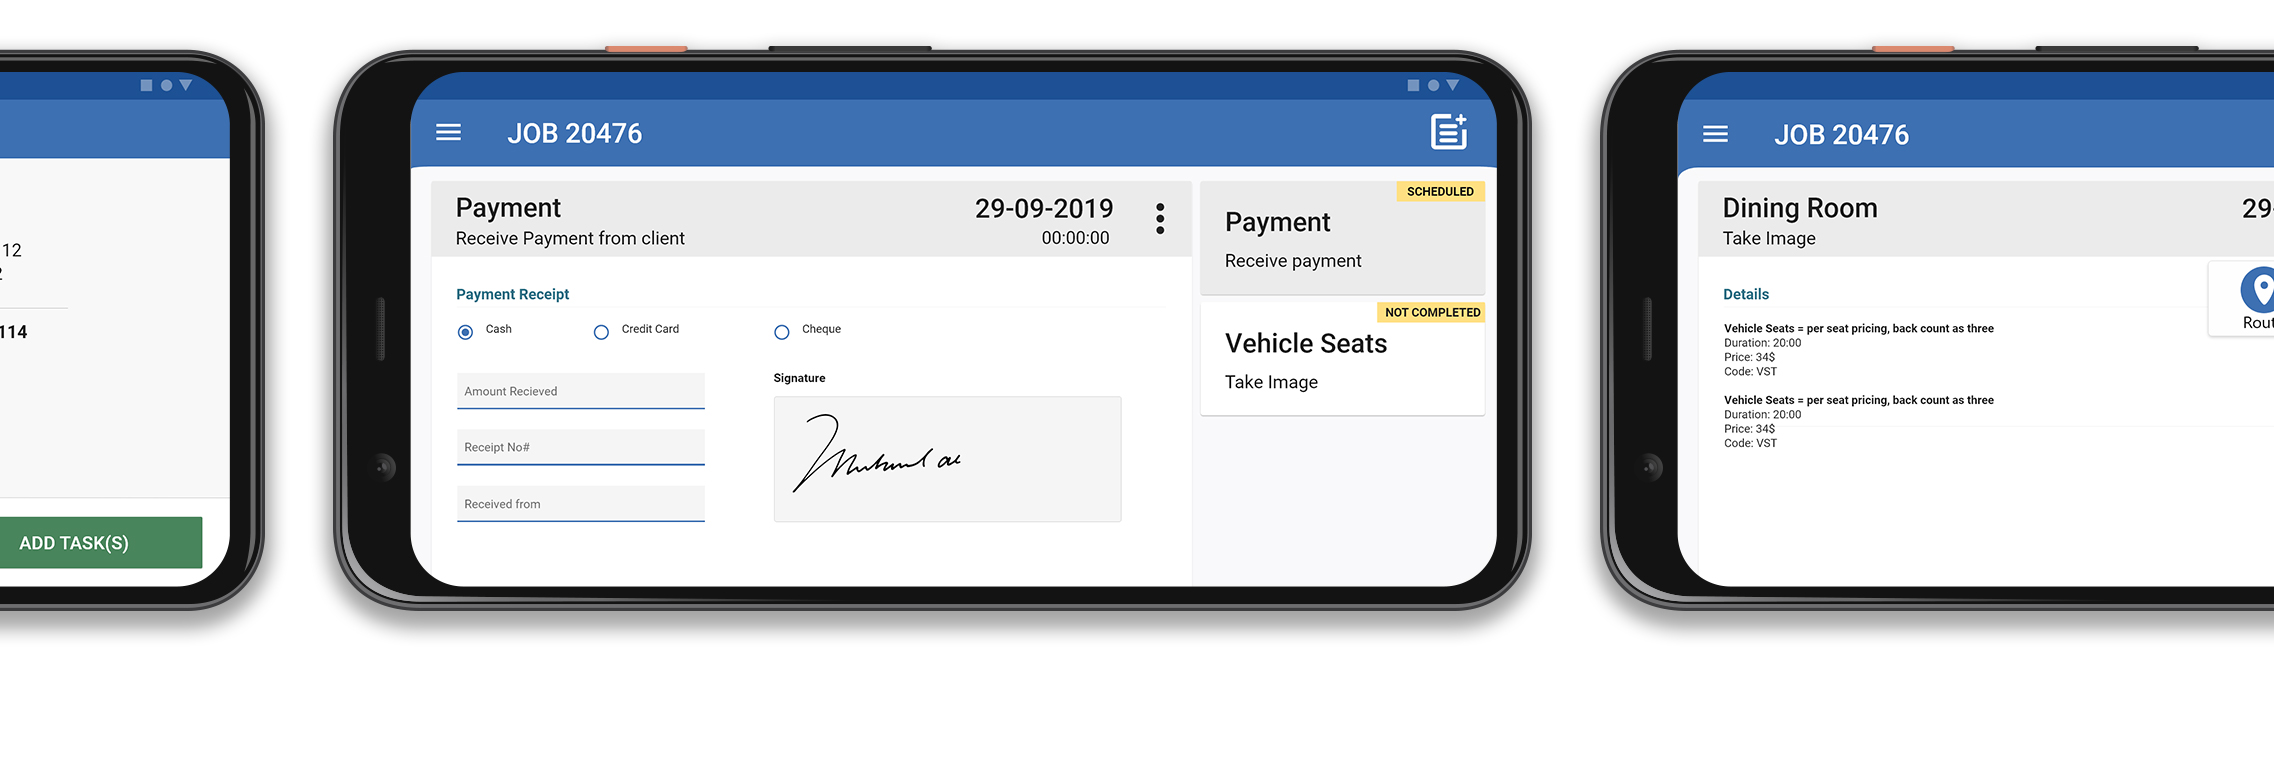 12
2
114
ADD TASK(S)
JOB 20476
Payment
Receive Payment from client
29-09-2019
00:00:00
Payment Receipt
Cash
Credit Card
Cheque
Amount Recieved
Receipt No#
Received from
Signature
SCHEDULED
Payment
Receive payment
NOT COMPLETED
Vehicle Seats
Take Image
JOB 20476
Dining Room
Take Image
29-
Details
Rout
Vehicle Seats = per seat pricing, back count as three
Duration: 20:00
Price: 34$
Code: VST
Vehicle Seats = per seat pricing, back count as three
Duration: 20:00
Price: 34$
Code: VST